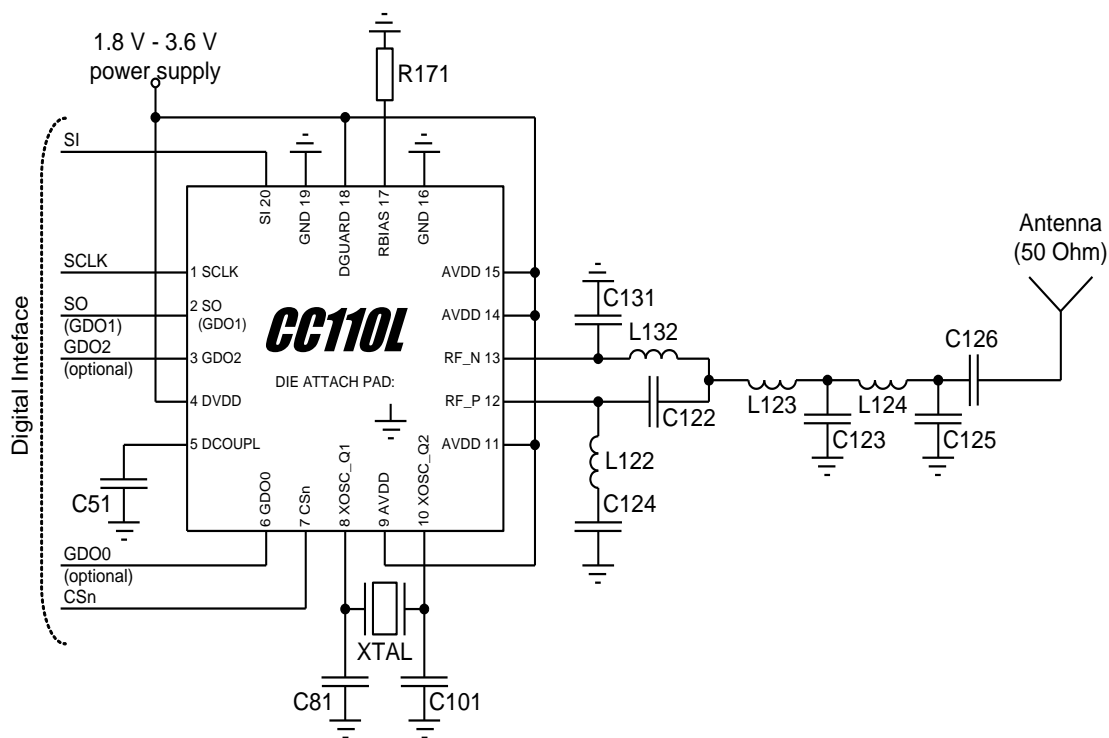 1.8 V - 3.6 V
power supply
R171
SI
SI 20
GND 19
DGUARD 18
RBIAS 17
GND 16
Antenna
(50 Ohm)
SCLK
1 SCLK
AVDD 15
C131
SO
(GDO1)
2 SO
(GDO1)
CC110L
AVDD 14
L132
C126
GDO2
(optional)
3 GDO2
RF_N 13
DIE ATTACH PAD:
4 DVDD
RF_P 12
C122
L123
L124
C123
C125
5 DCOUPL
AVDD 11
L122
C51
C124
6 GDO0
7 CSn
8 XOSC_Q1
9 AVDD
10 XOSC_Q2
GDO0
(optional)
CSn
XTAL
C81
C101
Digital Inteface